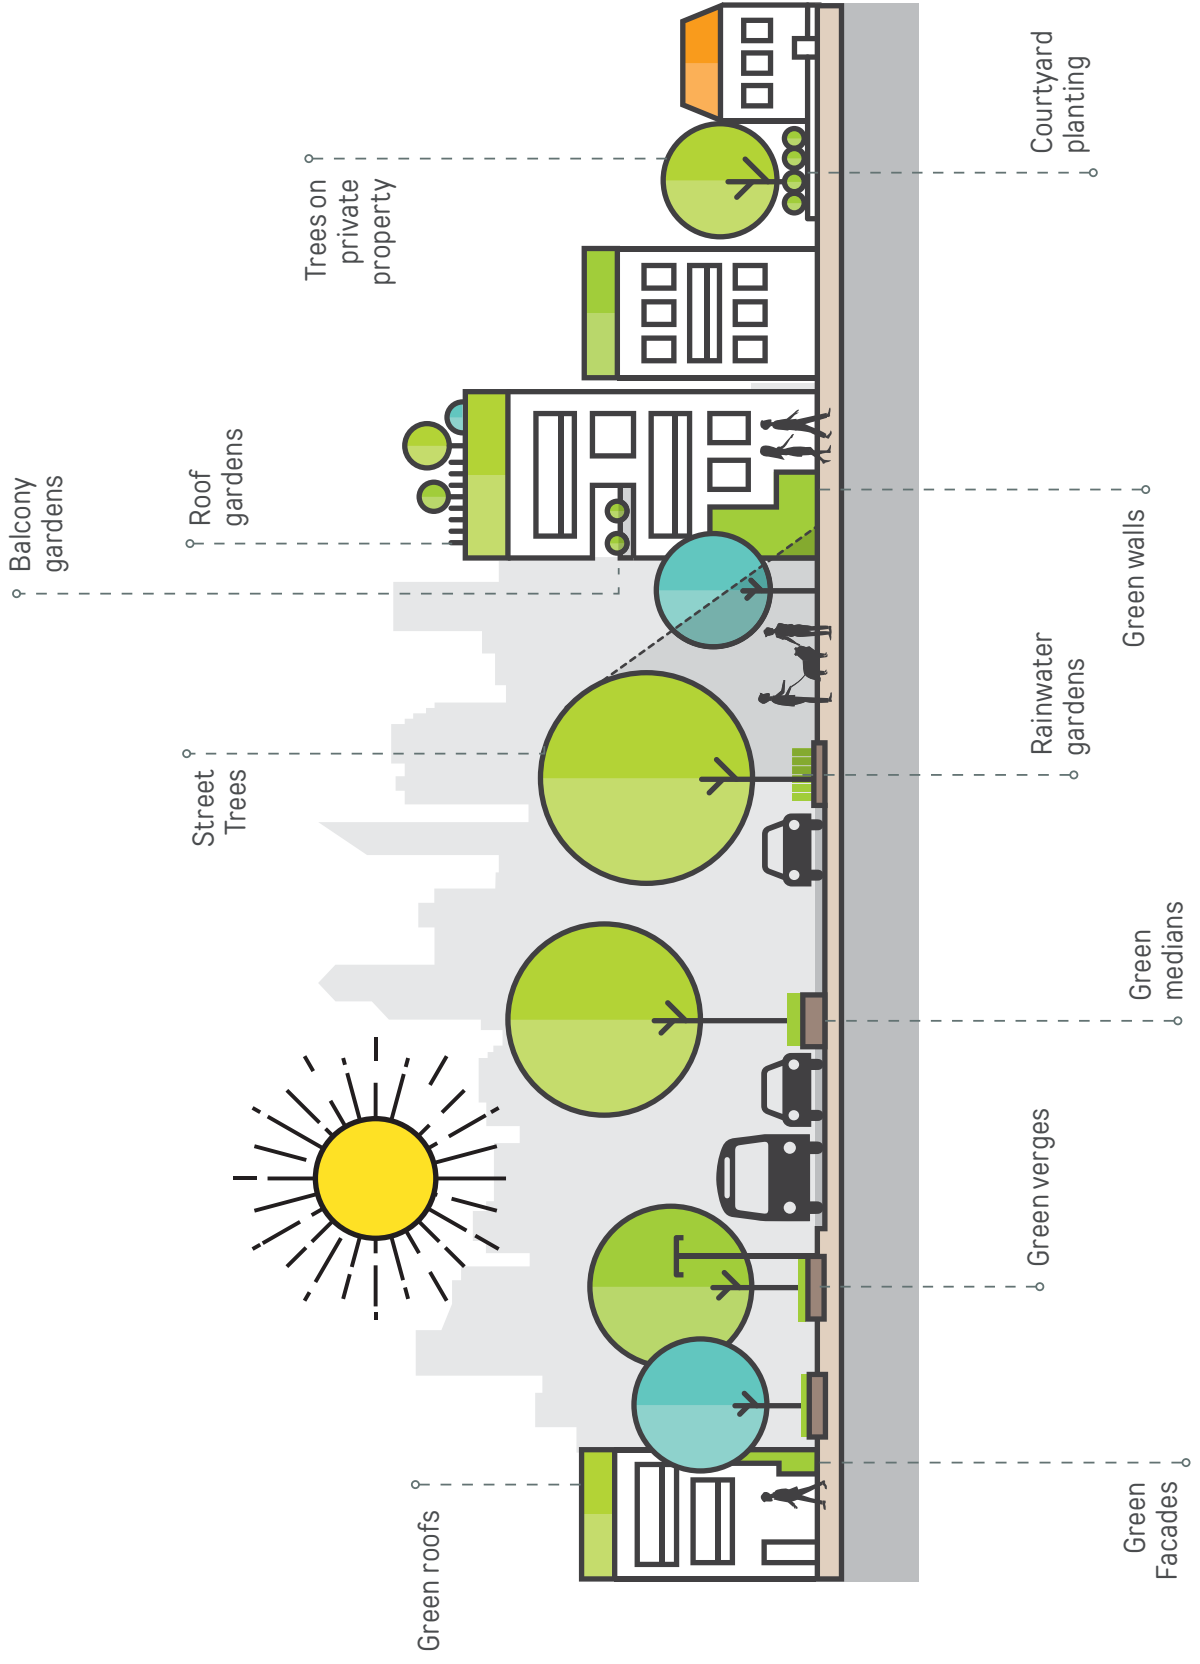 Green roofs
Street
Trees
Roof
gardens
Balcony
gardens
Trees on
private
property
Green
Facades
Green verges
Green
medians
Rainwater
gardens
Green walls
Courtyard
planting